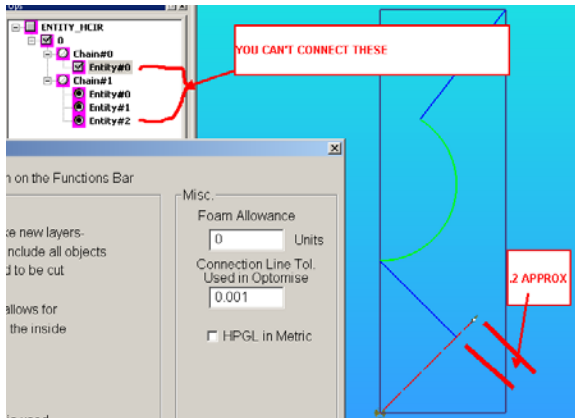 Ops
ENTITY_HCIR
0
Chain#0
Entity#0
Chain#1
Entity#0
Entity#1
Entity#2
YOU CAN'T CONNECT THESE
on the Functions Bar
Misc.
Foam Allowance
0 Units
Connection Line Tol.
Used in Optomise
0.001
HPGL in Metric
new layers-
include all objects
to be cut
allows for
the inside
.2 APPROX